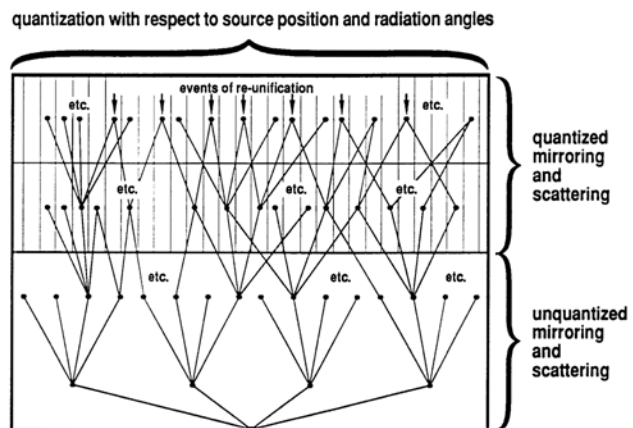 quantization with respect to source position and radiation angles
events of re-unification
etc.
etc.
etc.
etc.
etc.
quantized
mirroring
and
scattering
etc.
etc.
etc.
unquantized
mirroring
and
scattering